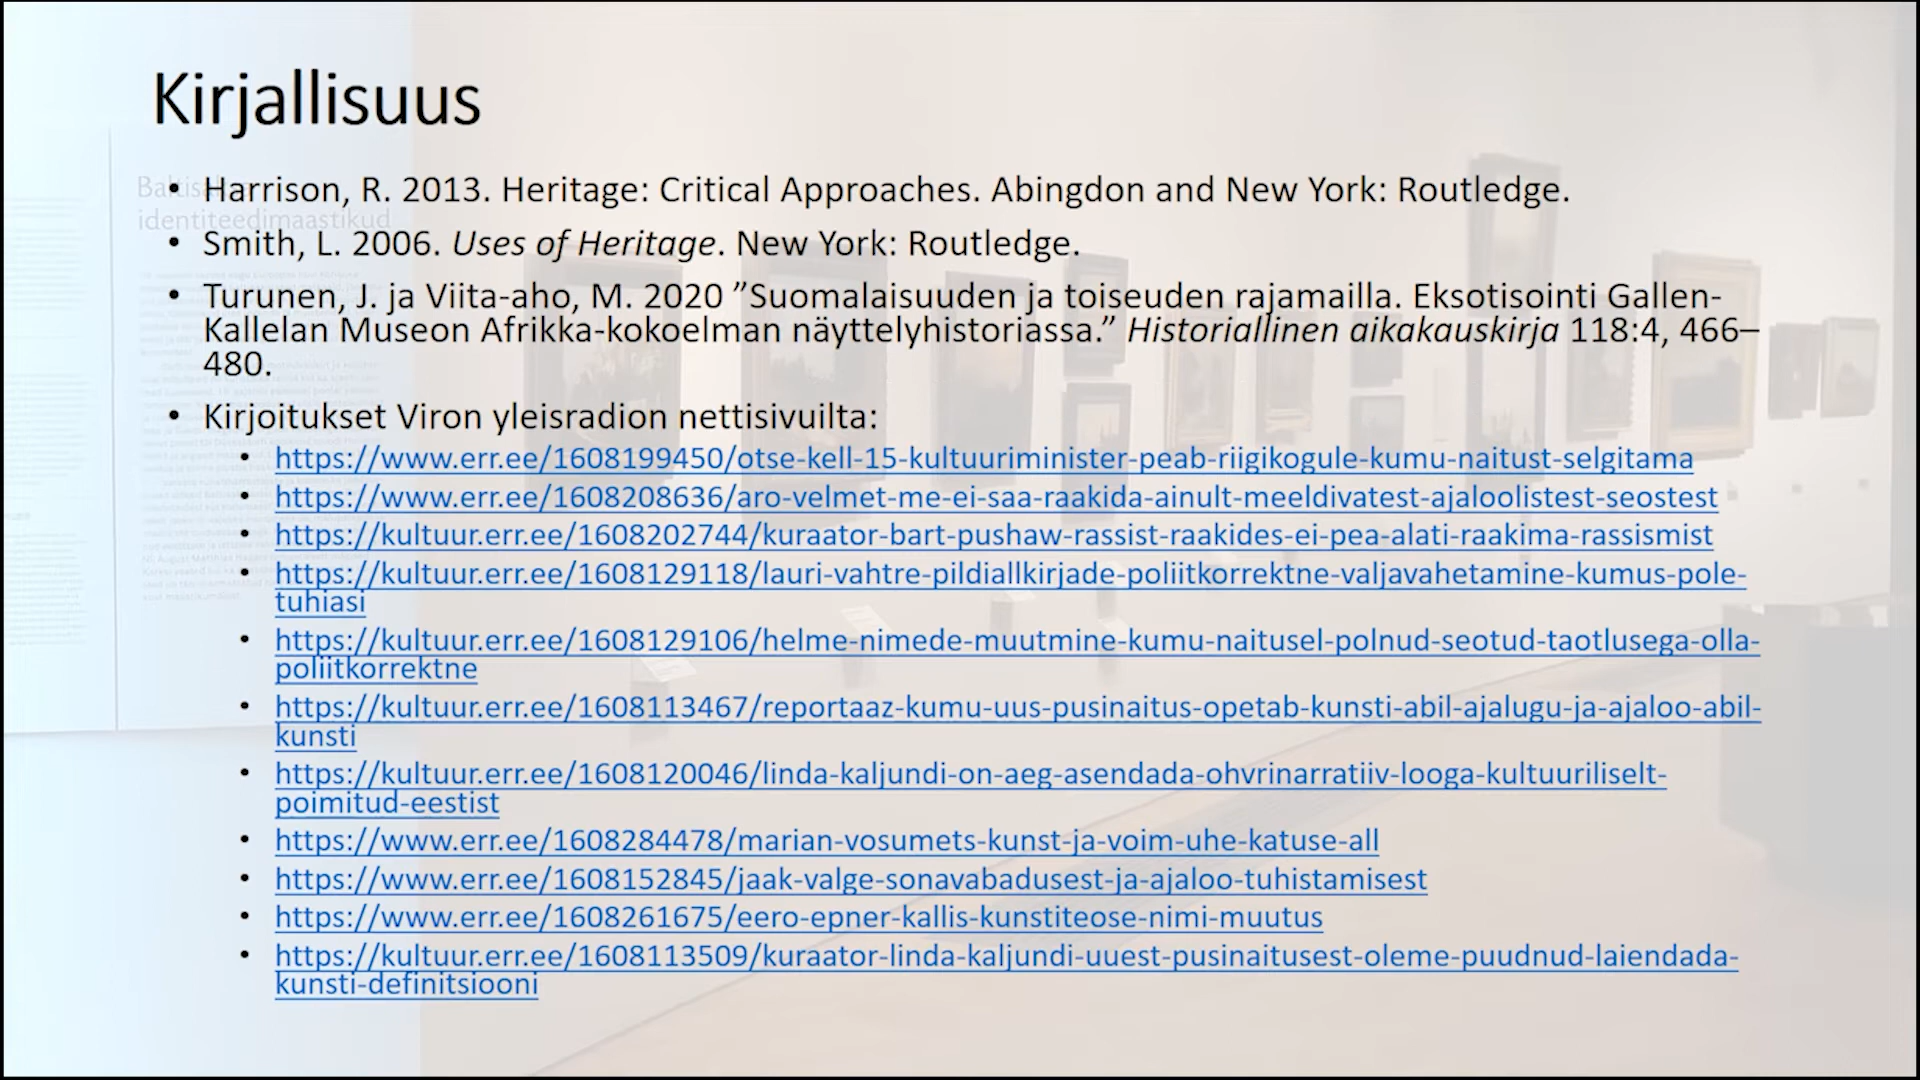 Kirjallisuus
Baltisaksa
identiteedimaastikud
• Harrison, R. 2013. Heritage: Critical Approaches. Abingdon and New York: Routledge.
• Smith, L. 2006. Uses of Heritage. New York: Routledge.
• Turunen, J. ja Viita-aho, M. 2020 ”Suomalaisuuden ja toiseuden rajamailla. Eksotisointi Gallen-
Kallelan Museon Afrikka-kokoelman näyttelyhistoriassa.” Historiallinen aikakauskirja 118:4, 466–
480.
• Kirjoitukset Viron yleisradion nettisivuilta:
• https://www.err.ee/1608199450/otse-kell-15-kultuuriminister-peab-riigikogule-kumu-naitust-selgitama
• https://www.err.ee/1608208636/aro-velmet-me-ei-saa-raakida-ainult-meeldivatest-ajaloolistest-seostest
• https://kultuur.err.ee/1608202744/kuraator-bart-pushaw-rassist-raakides-ei-pea-alati-raakima-rassismist
• https://kultuur.err.ee/1608129118/lauri-vahtre-pildiallkirjade-poliitkorrektne-valjavahetamine-kumus-pole-
tuhiasi
• https://kultuur.err.ee/1608129106/helme-nimede-muutmine-kumu-naitusel-polnud-seotud-taotlusega-olla-
poliitkorrektne
• https://kultuur.err.ee/1608113467/reportaaz-kumu-uus-pusinaitus-opetab-kunsti-abil-ajalugu-ja-ajaloo-abil-
kunsti
• https://kultuur.err.ee/1608120046/linda-kaljundi-on-aeg-asendada-ohvrinarratiiv-looga-kultuuriliselt-
poimitud-eestist
• https://www.err.ee/1608284478/marian-vosumets-kunst-ja-voim-uhe-katuse-all
• https://www.err.ee/1608152845/jaak-valge-sonavabadusest-ja-ajaloo-tuhistamisest
• https://www.err.ee/1608261675/eero-epner-kallis-kunstiteose-nimi-muutus
• https://kultuur.err.ee/1608113509/kuraator-linda-kaljundi-uuest-pusinaitusest-oleme-puudnud-laiendada-
kunsti-definitsiooni